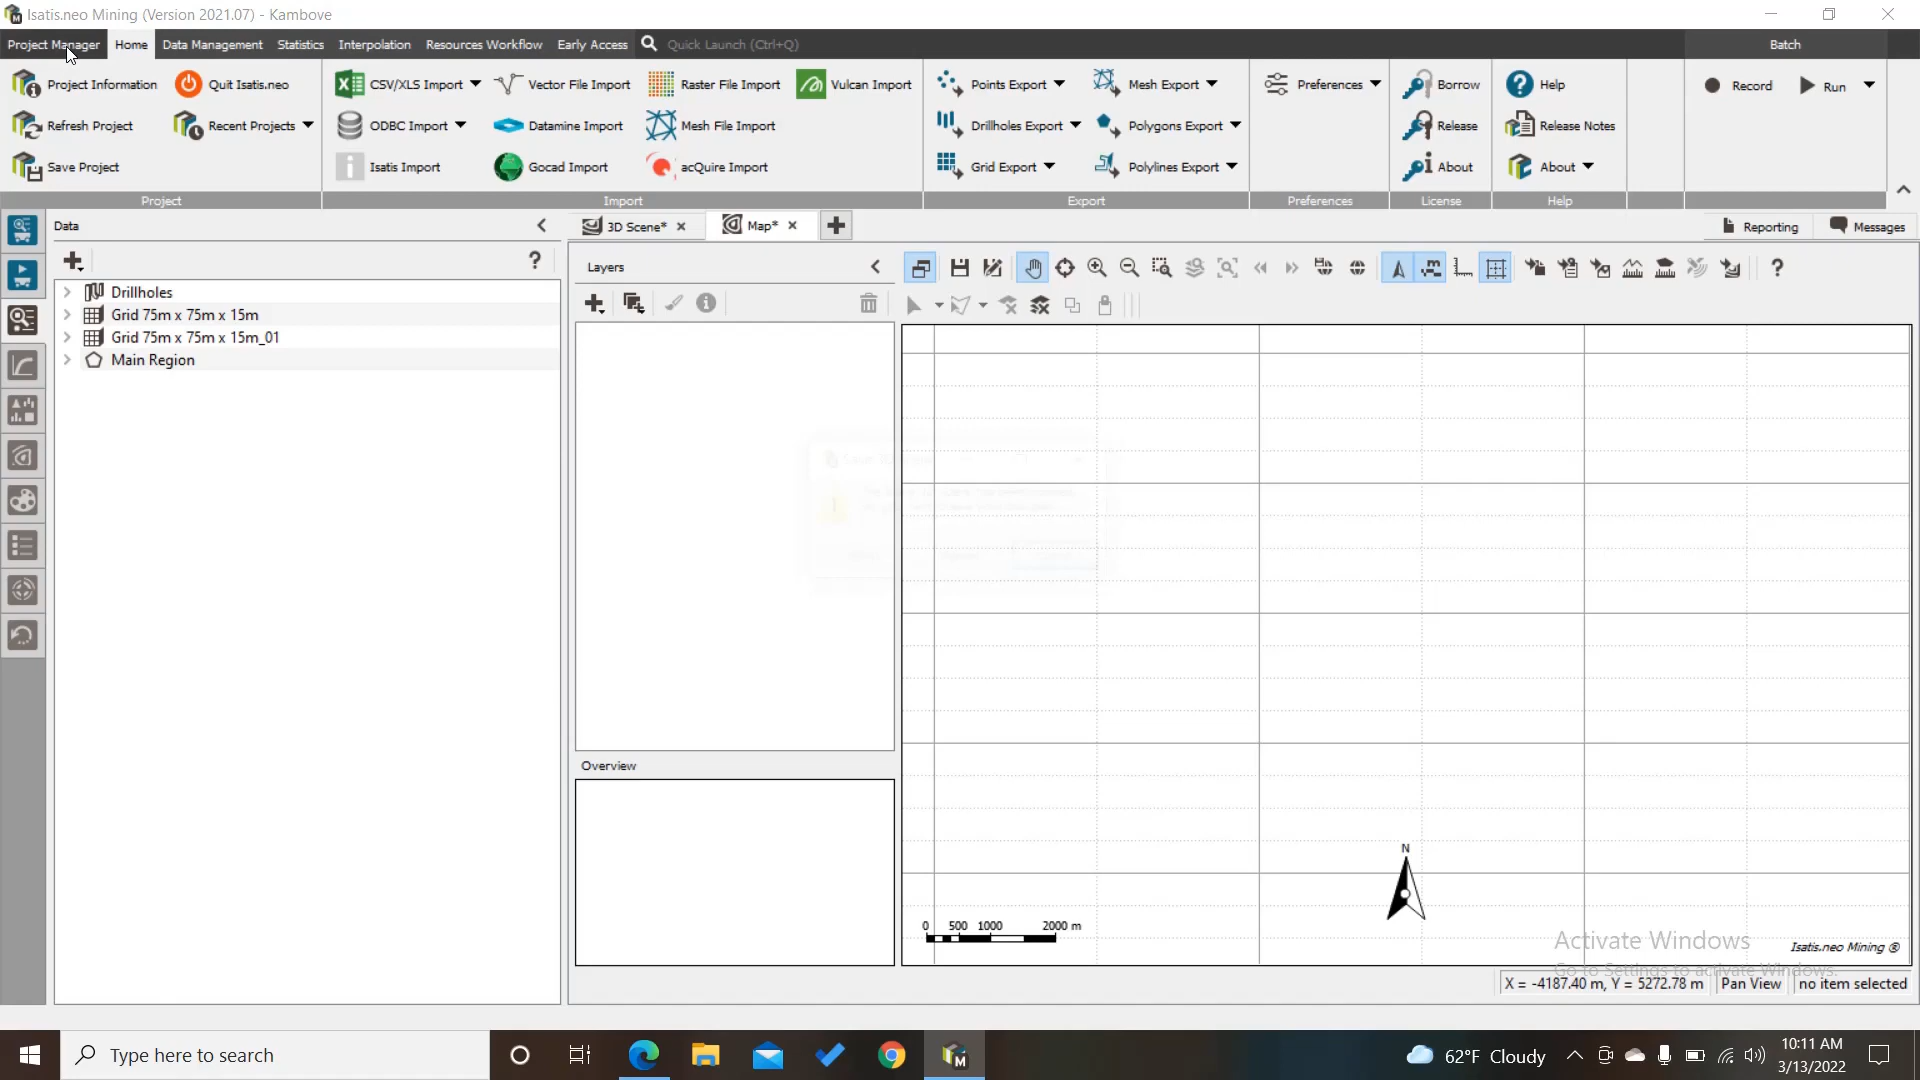 Isatis.neo Mining (Version 2021.07) - Kambove
Project Manager Home Data Management Statistics Interpolation Resources Workflow Early Access Quick Launch (Ctrl+Q) Batch
Project Information Quit Isatis.neo CSV/XLS Import Vector File Import Raster File Import Vulcan Import Points Export Mesh Export Preferences Borrow Help Record Run
Refresh Project Recent Projects ODBC Import Datamine Import Mesh File Import Drillholes Export Polygons Export Release Release Notes
Save Project Isatis Import Gocad Import acQuire Import Grid Export Polylines Export About About
Project Import Export Preferences License Help
Data 3D Scene* Map* Reporting Messages
Layers
Drillholes
Grid 75m x 75m x 15m
Grid 75m x 75m x 15m_01
Main Region
Overview
N
0 500 1000 2000 m
Activate Windows
Isatis.neo Mining ®
Go to Settings to activate Windows.
X = -4187.40 m, Y = 5272.78 m Pan View no item selected
Type here to search 62°F Cloudy 10:11 AM
3/13/2022